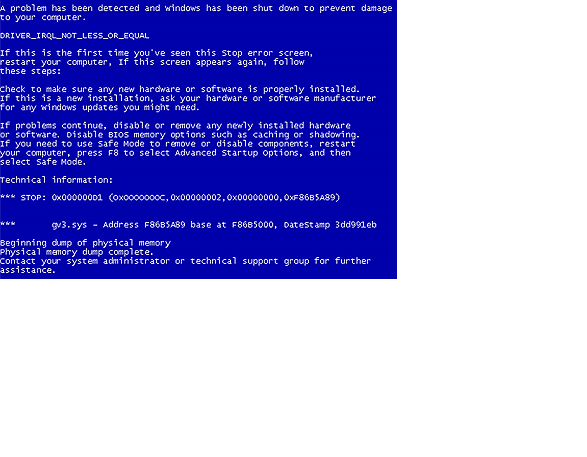 A problem has been detected and Windows has been shut down to prevent damage
to your computer.
DRIVER_IRQL_NOT_LESS_OR_EQUAL
If this is the first time you've seen this Stop error screen,
restart your computer, If this screen appears again, follow
these steps:
Check to make sure any new hardware or software is properly installed.
If this is a new installation, ask your hardware or software manufacturer
for any windows updates you might need.
If problems continue, disable or remove any newly installed hardware
or software. Disable BIOS memory options such as caching or shadowing.
If you need to use Safe Mode to remove or disable components, restart
your computer, press F8 to select Advanced Startup Options, and then
select Safe Mode.
Technical information:
*** STOP: 0x000000D1 (0x0000000C,0x00000002,0x00000000,0xF86B5A89)
*** gv3.sys - Address F86B5A89 base at F86B5000, DateStamp 3dd991eb
Beginning dump of physical memory
Physical memory dump complete.
Contact your system administrator or technical support group for further
assistance.